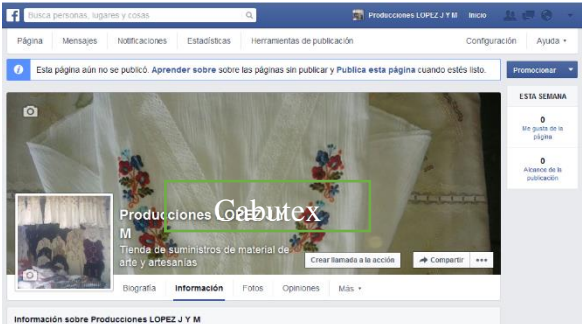 Busca personas, lugares y cosas
Producciones LOPEZ J Y M Inicio
Página Mensajes Notificaciones Estadísticas Herramientas de publicación Configuración Ayuda
Esta página aún no se publicó. Aprender sobre sobre las páginas sin publicar y Publica esta página cuando estés listo.
Promocionar
ESTA SEMANA
0
Me gusta de la
página
0
Alcance de la
publicación
Cabutex
Producciones LOPEZ J Y
M
Tienda de suministros de material de
arte y artesanías
Crear llamado a la acción Compartir
Biografía Información Fotos Opiniones Más
Información sobre Producciones LOPEZ J Y M